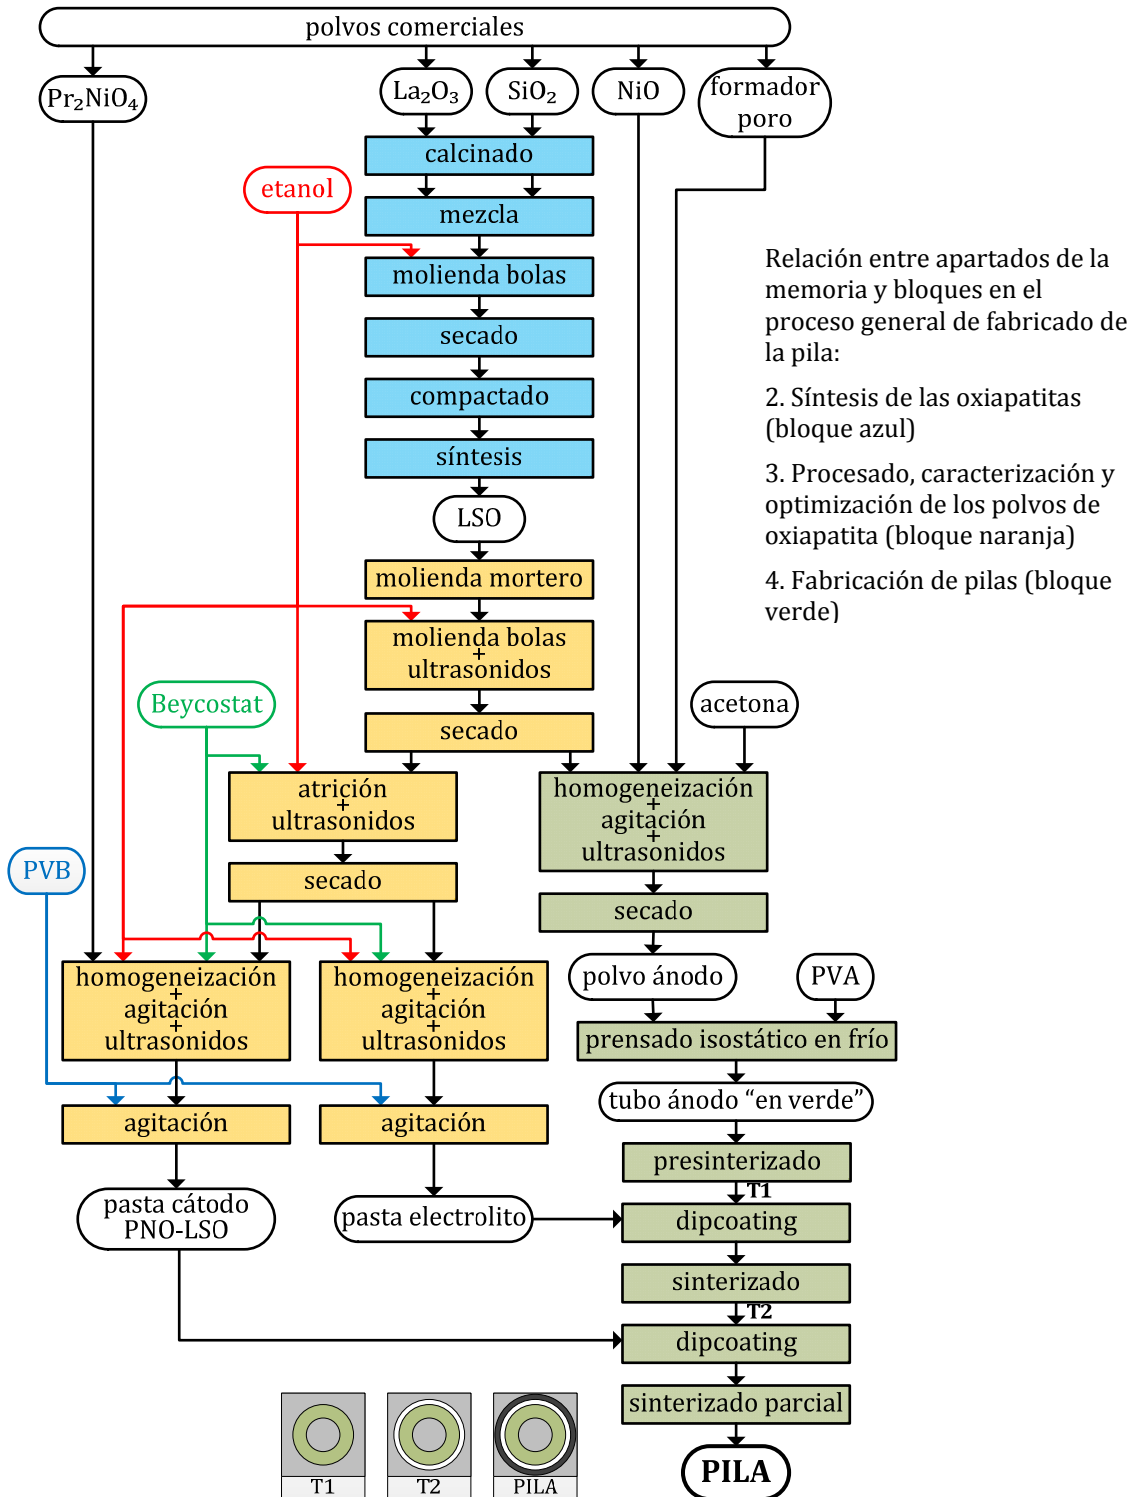 polvos comerciales
Pr₂NiO₄
La₂O₃
SiO₂
NiO
formador
poro
calcinado
etanol
mezcla
molienda bolas
secado
compactado
síntesis
LSO
Relación entre apartados de la
memoria y bloques en el
proceso general de fabricado de
la pila:
2. Síntesis de las oxiapatitas
(bloque azul)
3. Procesado, caracterización y
optimización de los polvos de
oxiapatita (bloque naranja)
4. Fabricación de pilas (bloque
verde)
molienda mortero
molienda bolas
+
ultrasonidos
Beycostat
acetona
secado
atrición
+
ultrasonidos
homogeneización
+
agitación
+
ultrasonidos
PVB
secado
secado
homogeneización
+
agitación
+
ultrasonidos
homogeneización
+
agitación
+
ultrasonidos
polvo ánodo
PVA
prensado isostático en frío
tubo ánodo “en verde”
agitación
agitación
presinterizado
T1
pasta cátodo
PNO-LSO
pasta electrolito
dipcoating
sinterizado
T2
dipcoating
sinterizado parcial
PILA
T1
T2
PILA